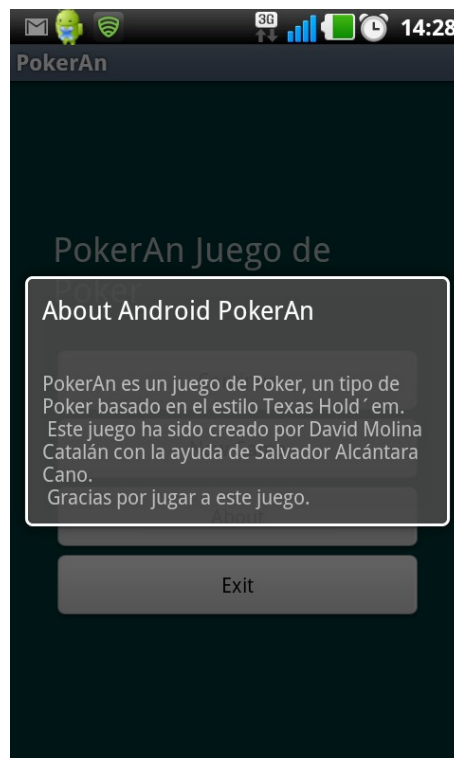 3G
14:28
PokerAn
PokerAn Juego de
Poker
About Android PokerAn
PokerAn es un juego de Poker, un tipo de
Poker basado en el estilo Texas Hold´em.
Este juego ha sido creado por David Molina
Catalán con la ayuda de Salvador Alcántara
Cano.
Gracias por jugar a este juego.
About
Exit